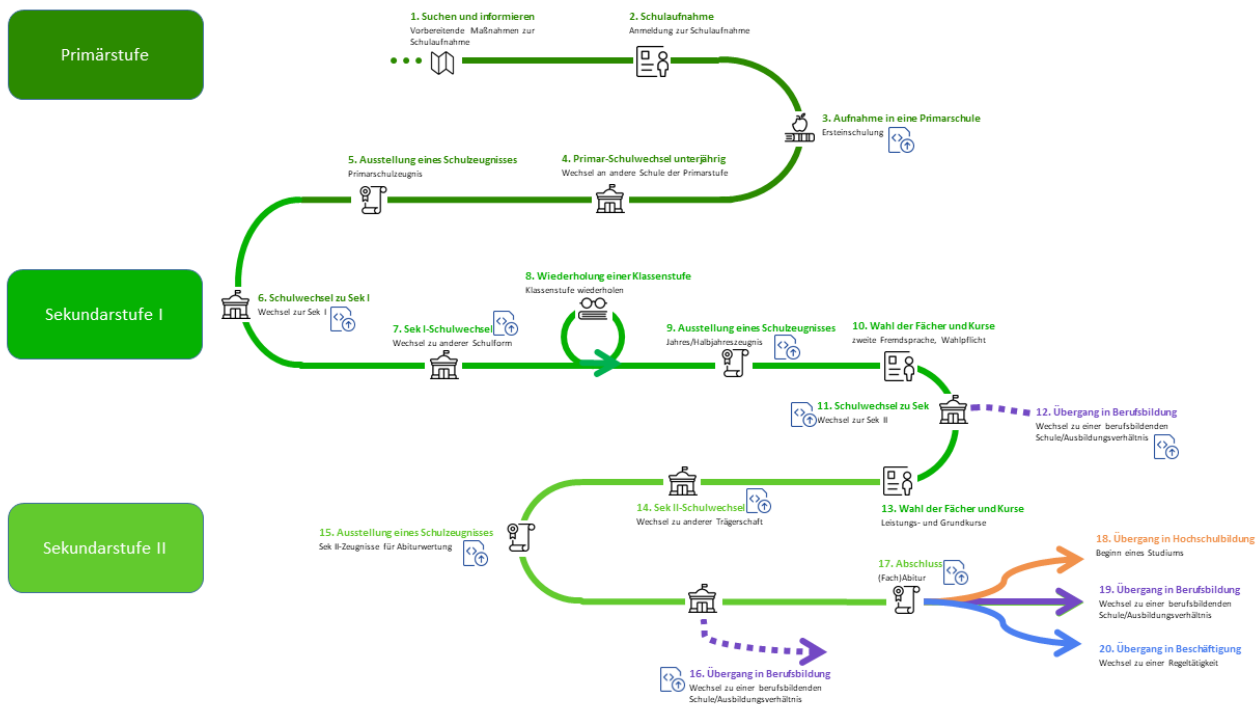 Primärstufe
1. Suchen und informieren
Vorbereitende Maßnahmen zur
Schulaufnahme
2. Schulaufnahme
Anmeldung zur Schulaufnahme
3. Aufnahme in eine Primarschule
Ersteinschulung
5. Ausstellung eines Schulzeugnisses
Primarschulzeugnis
4. Primar-Schulwechsel unterjährig
Wechsel an andere Schule der Primarstufe
Sekundarstufe I
6. Schulwechsel zu Sek I
Wechsel zur Sek I
7. Sek I-Schulwechsel
Wechsel zu anderer Schulform
8. Wiederholung einer Klassenstufe
Klassenstufe wiederholen
9. Ausstellung eines Schulzeugnisses
Jahres/Halbjahreszeugnis
10. Wahl der Fächer und Kurse
zweite Fremdsprache, Wahlpflicht
11. Schulwechsel zu Sek
Wechsel zur Sek II
12. Übergang in Berufsbildung
Wechsel zu einer berufsbildenden
Schule/Ausbildungsverhältnis
Sekundarstufe II
13. Wahl der Fächer und Kurse
Leistungs- und Grundkurse
14. Sek II-Schulwechsel
Wechsel zu anderer Trägerschaft
15. Ausstellung eines Schulzeugnisses
Sek II-Zeugnisse für Abiturwertung
16. Übergang in Berufsbildung
Wechsel zu einer berufsbildenden
Schule/Ausbildungsverhältnis
17. Abschluss
(Fach)Abitur
18. Übergang in Hochschulbildung
Beginn eines Studiums
19. Übergang in Berufsbildung
Wechsel zu einer berufsbildenden
Schule/Ausbildungsverhältnis
20. Übergang in Beschäftigung
Wechsel zu einer Regeltätigkeit